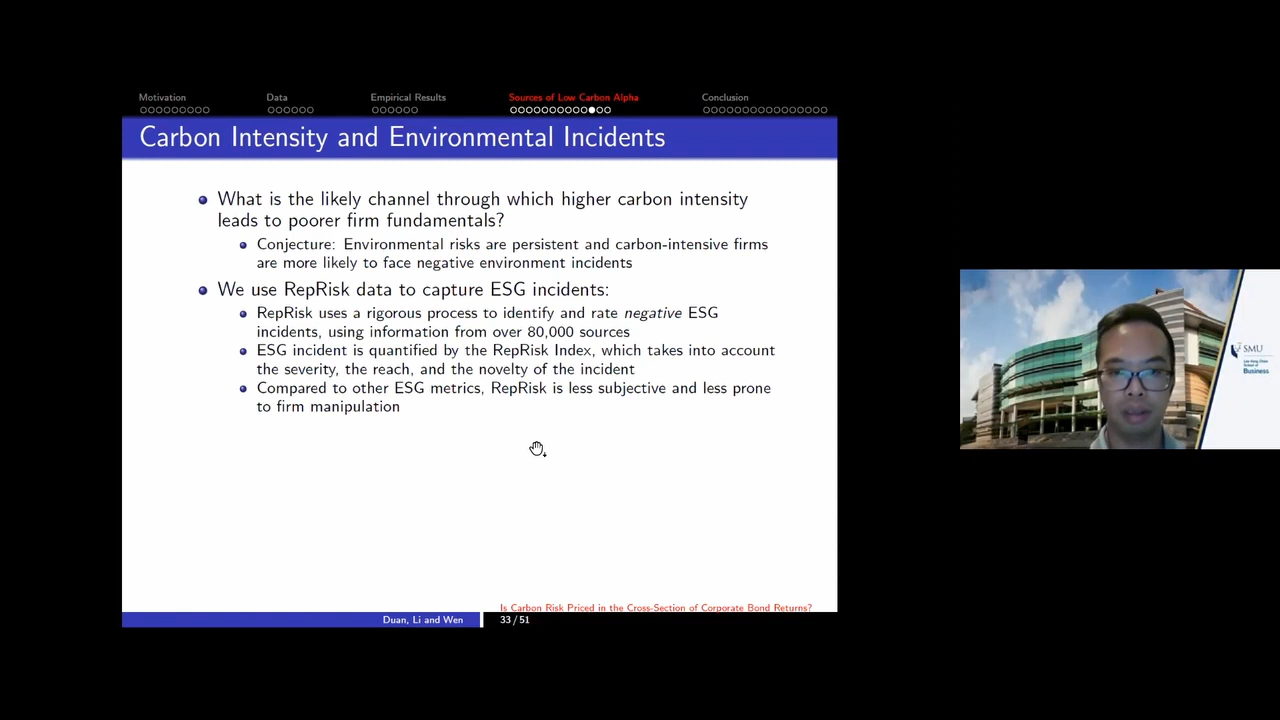 Motivation
Data
Empirical Results
Sources of Low Carbon Alpha
Conclusion
Carbon Intensity and Environmental Incidents
What is the likely channel through which higher carbon intensity
leads to poorer firm fundamentals?
Conjecture: Environmental risks are persistent and carbon-intensive firms
are more likely to face negative environment incidents
We use RepRisk data to capture ESG incidents:
RepRisk uses a rigorous process to identify and rate negative ESG
incidents, using information from over 80,000 sources
ESG incident is quantified by the RepRisk Index, which takes into account
the severity, the reach, and the novelty of the incident
Compared to other ESG metrics, RepRisk is less subjective and less prone
to firm manipulation
Is Carbon Risk Priced in the Cross-Section of Corporate Bond Returns?
Duan, Li and Wen
33 / 51
SMU
Lee Kong Chian
School of
Business